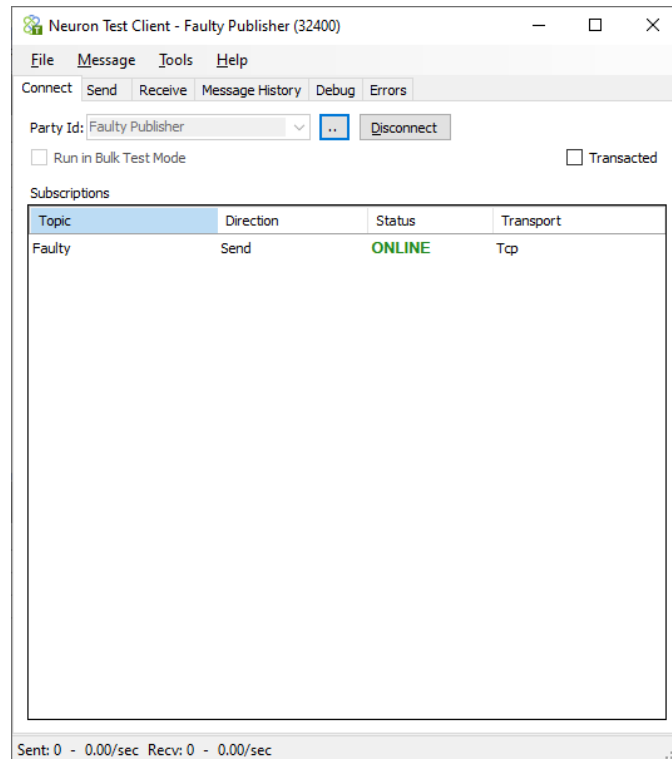 Neuron Test Client - Faulty Publisher (32400)
File Message Tools Help
Connect Send Receive Message History Debug Errors
Party Id: Faulty Publisher .. Disconnect
Run in Bulk Test Mode Transacted
Subscriptions
Topic Direction Status Transport
Faulty Send ONLINE Tcp
Sent: 0 - 0.00/sec Recv: 0 - 0.00/sec